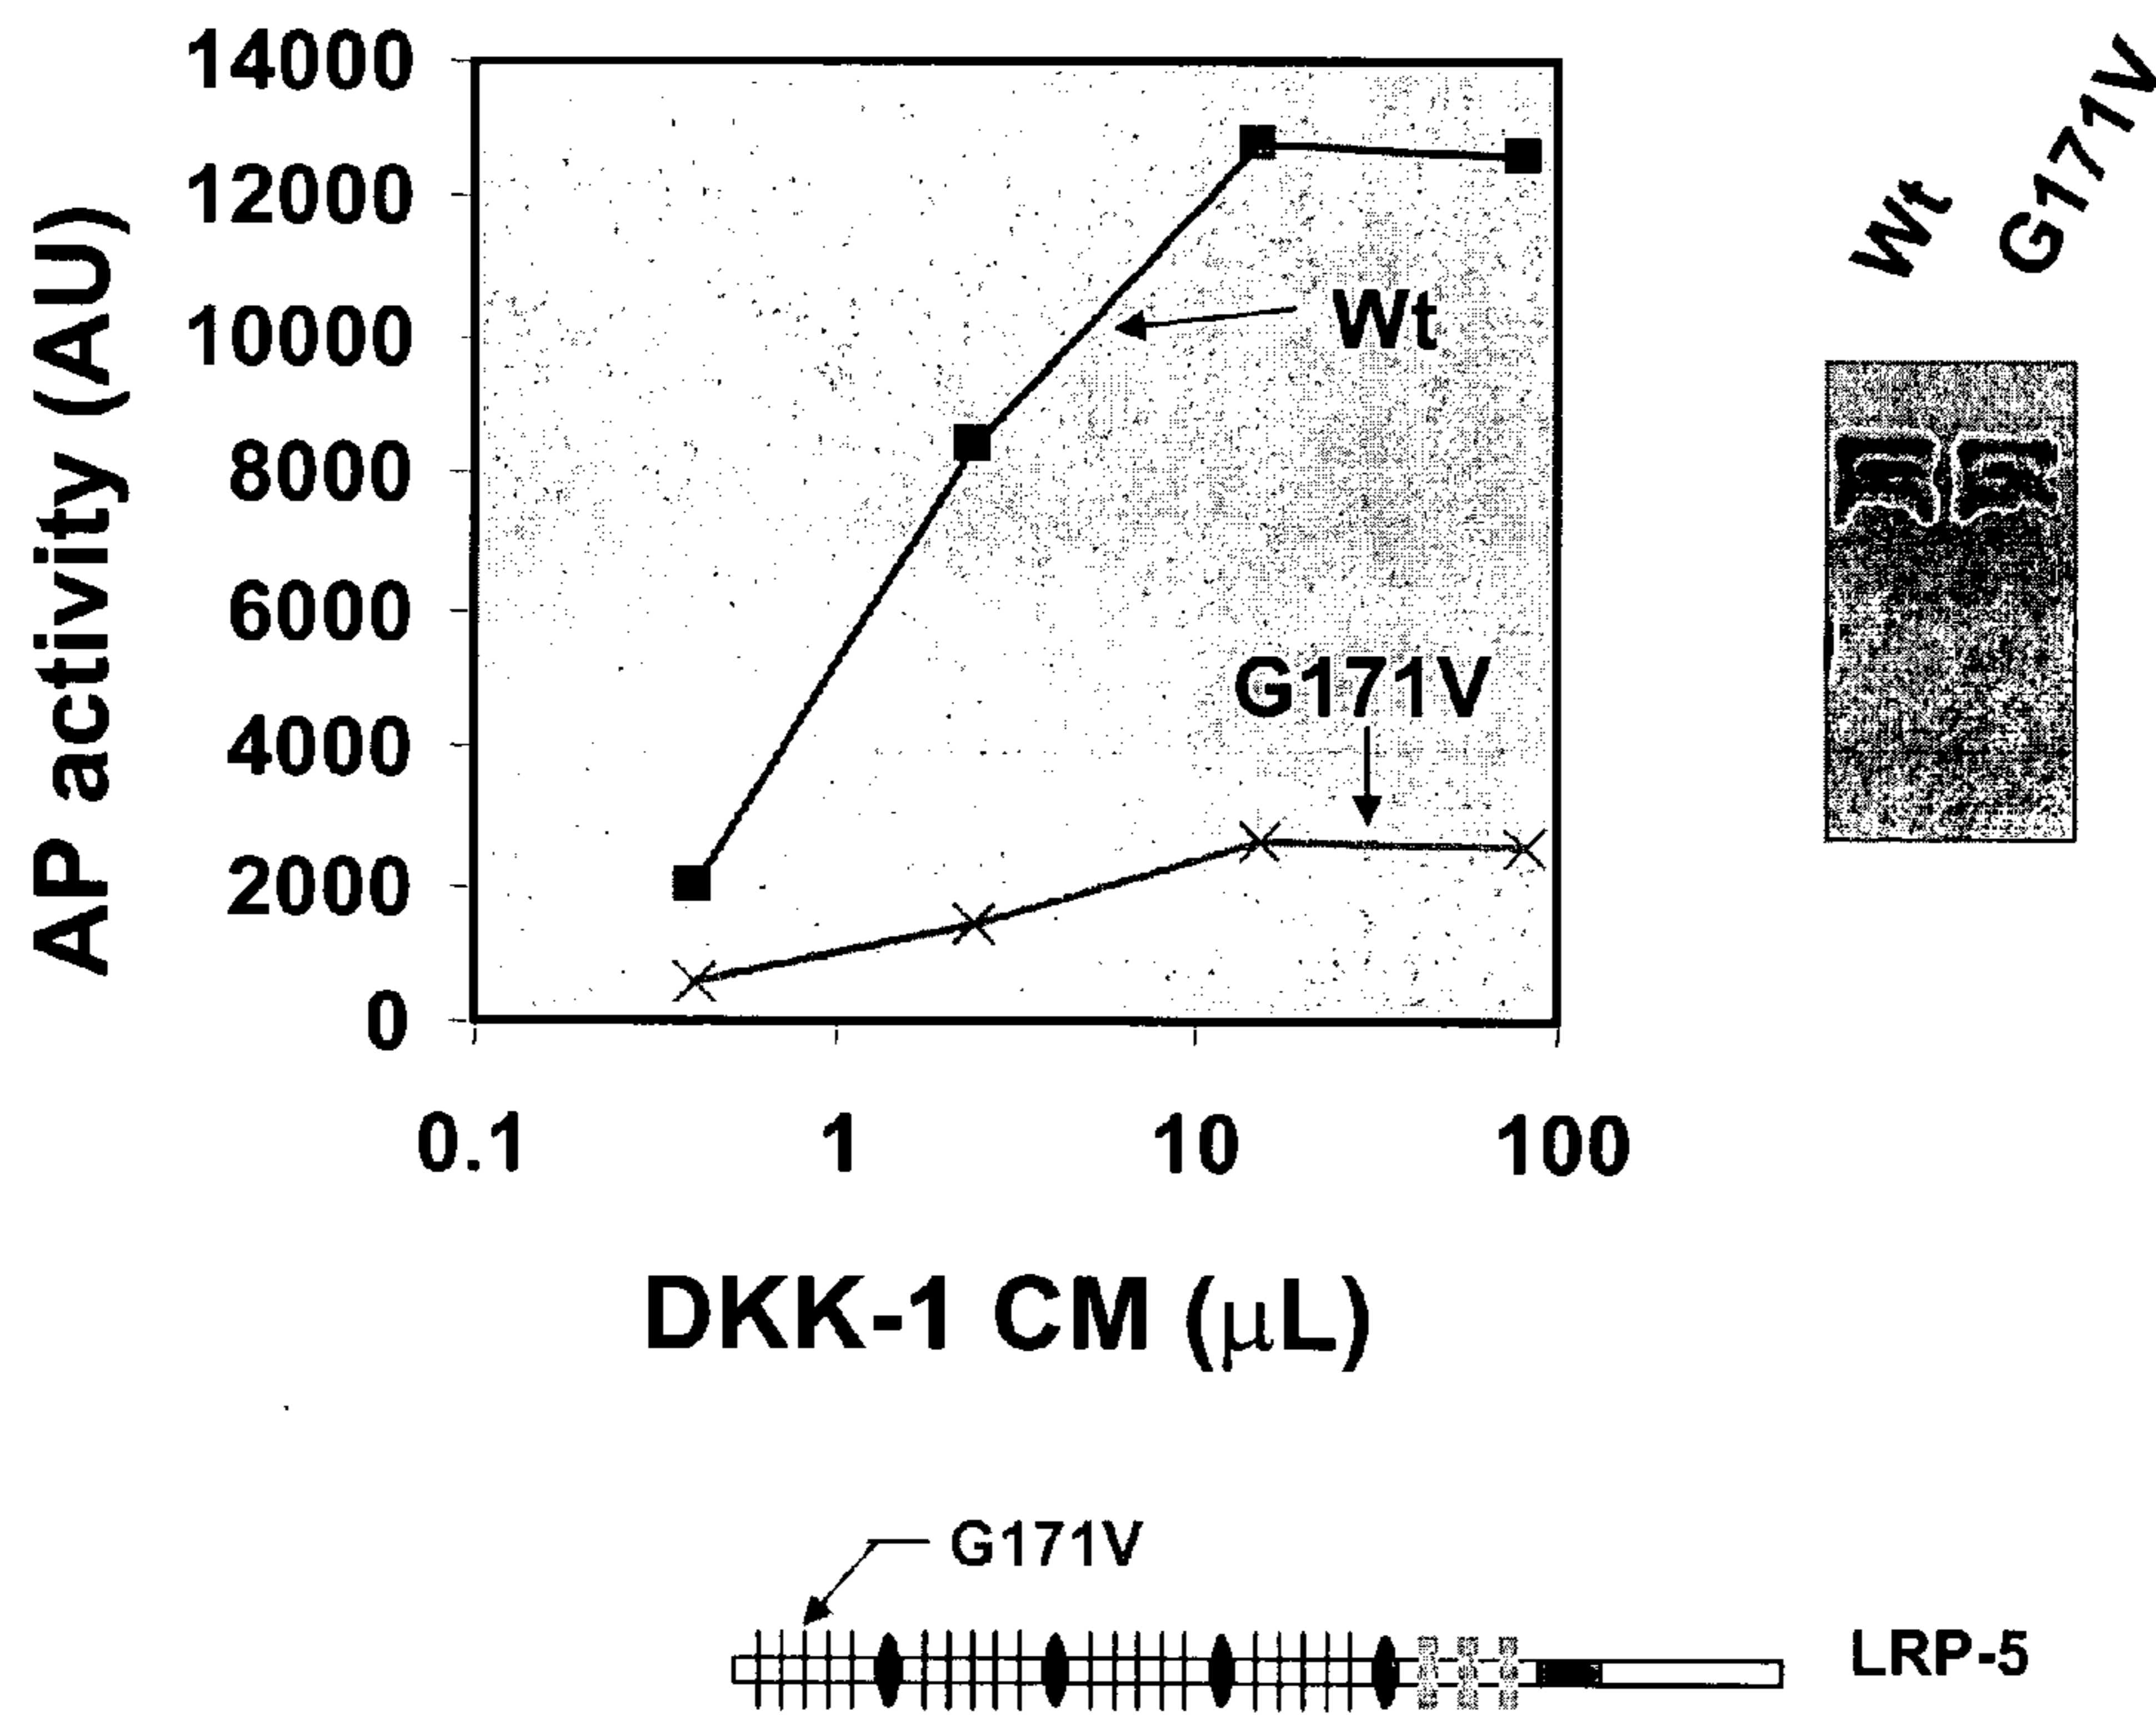 AP activity (AU)
14000
12000
10000
8000
6000
4000
2000
0
Wt
G171V
0.1 1 10 100
DKK-1 CM (μL)
Wt G171V
G171V
LRP-5